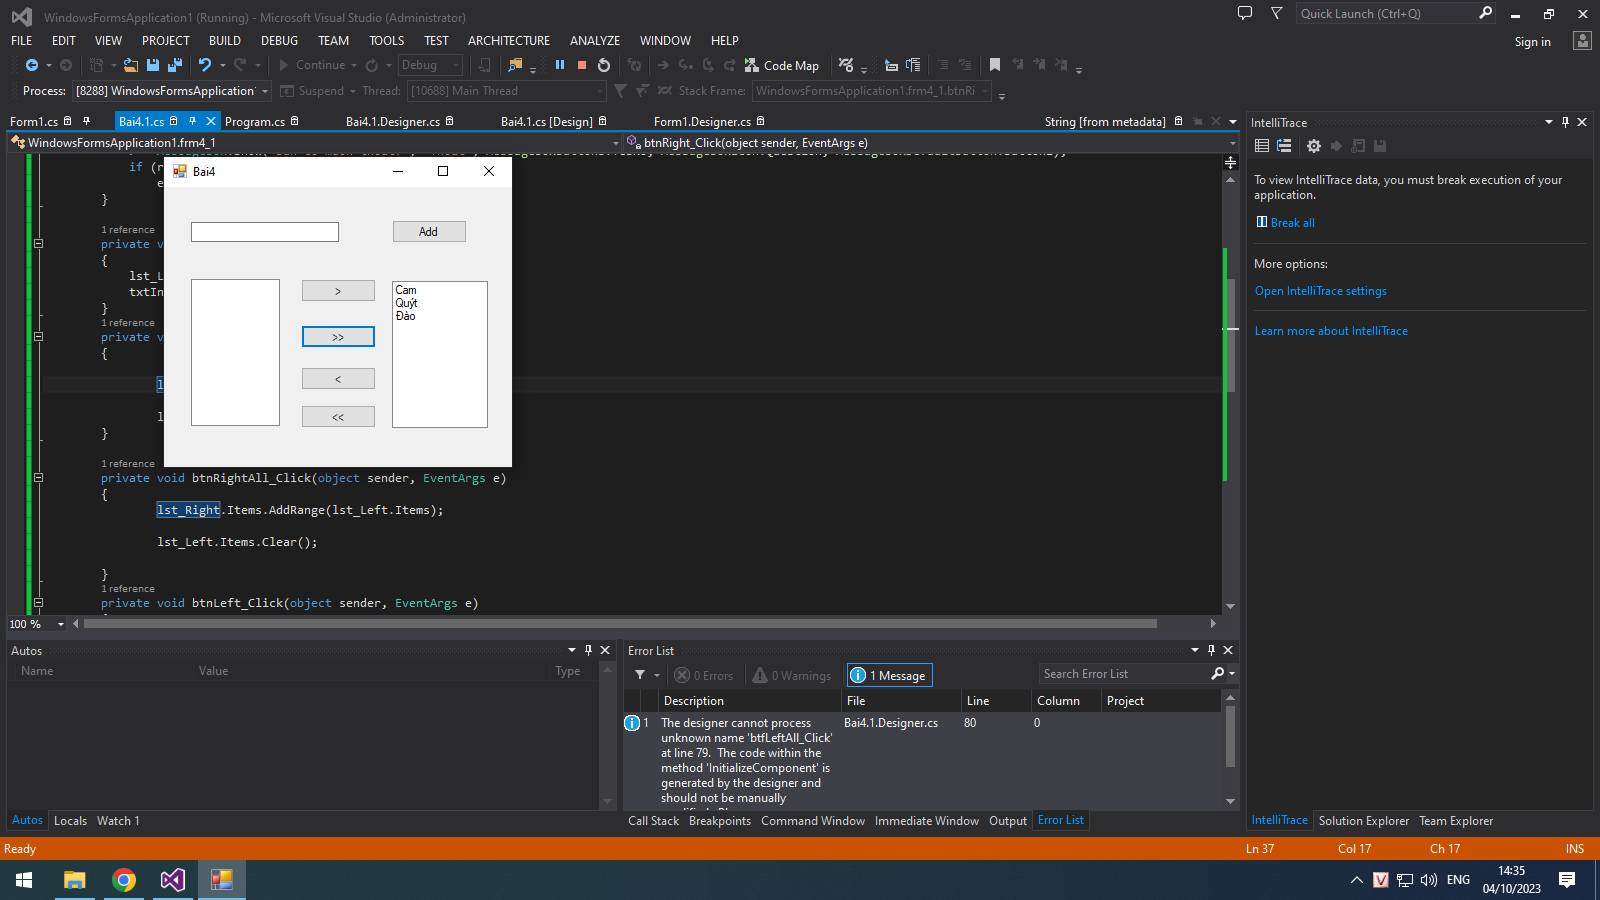 WindowsFormsApplication1 (Running) - Microsoft Visual Studio (Administrator)
Quick Launch (Ctrl+Q)
FILE EDIT VIEW PROJECT BUILD DEBUG TEAM TOOLS TEST ARCHITECTURE ANALYZE WINDOW HELP
Sign in
Continue Debug Code Map
Process: [8288] WindowsFormsApplication1 Suspend Thread: [10688] Main Thread Stack Frame: WindowsFormsApplication1.frm4_1.btnRi
Form1.cs Bai4.1.cs Program.cs Bai4.1.Designer.cs Bai4.1.cs [Design] Form1.Designer.cs String [from metadata]
WindowsFormsApplication1.frm4_1 btnRight_Click(object sender, EventArgs e)
if (r
e
}
1 reference
private v
{
lst_L
txtIn
}
1 reference
private v
{
l
l
}
1 reference
private void btnRightAll_Click(object sender, EventArgs e)
{
lst_Right.Items.AddRange(lst_Left.Items);
lst_Left.Items.Clear();
}
1 reference
private void btnLeft_Click(object sender, EventArgs e)
100 %
Bai4
Add
>
>>
<
<<
Cam
Quýt
Đào
IntelliTrace
To view IntelliTrace data, you must break execution of your
application.
Break all
More options:
Open IntelliTrace settings
Learn more about IntelliTrace
Autos
Name Value Type
Autos Locals Watch 1
Error List
0 Errors 0 Warnings 1 Message Search Error List
Description File Line Column Project
1 The designer cannot process Bai4.1.Designer.cs 80 0
unknown name 'btfLeftAll_Click'
at line 79. The code within the
method 'InitializeComponent' is
generated by the designer and
should not be manually
Call Stack Breakpoints Command Window Immediate Window Output Error List
IntelliTrace Solution Explorer Team Explorer
Ready Ln 37 Col 17 Ch 17 INS
V ENG
14:35
04/10/2023